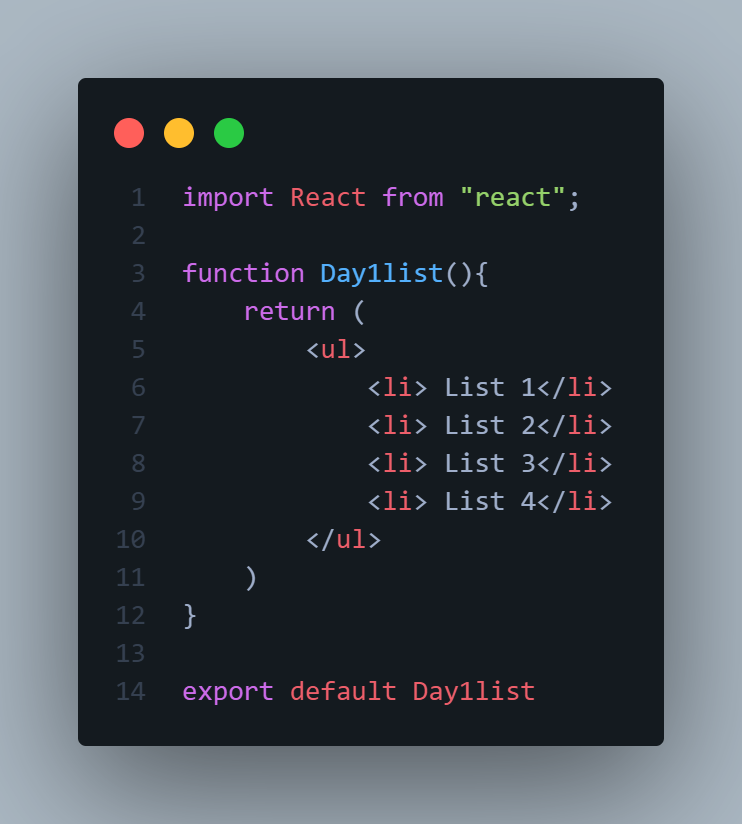 1 import React from "react";
2
3 function Day1list(){
4     return (
5         <ul>
6             <li> List 1</li>
7             <li> List 2</li>
8             <li> List 3</li>
9             <li> List 4</li>
10         </ul>
11     )
12 }
13
14 export default Day1list